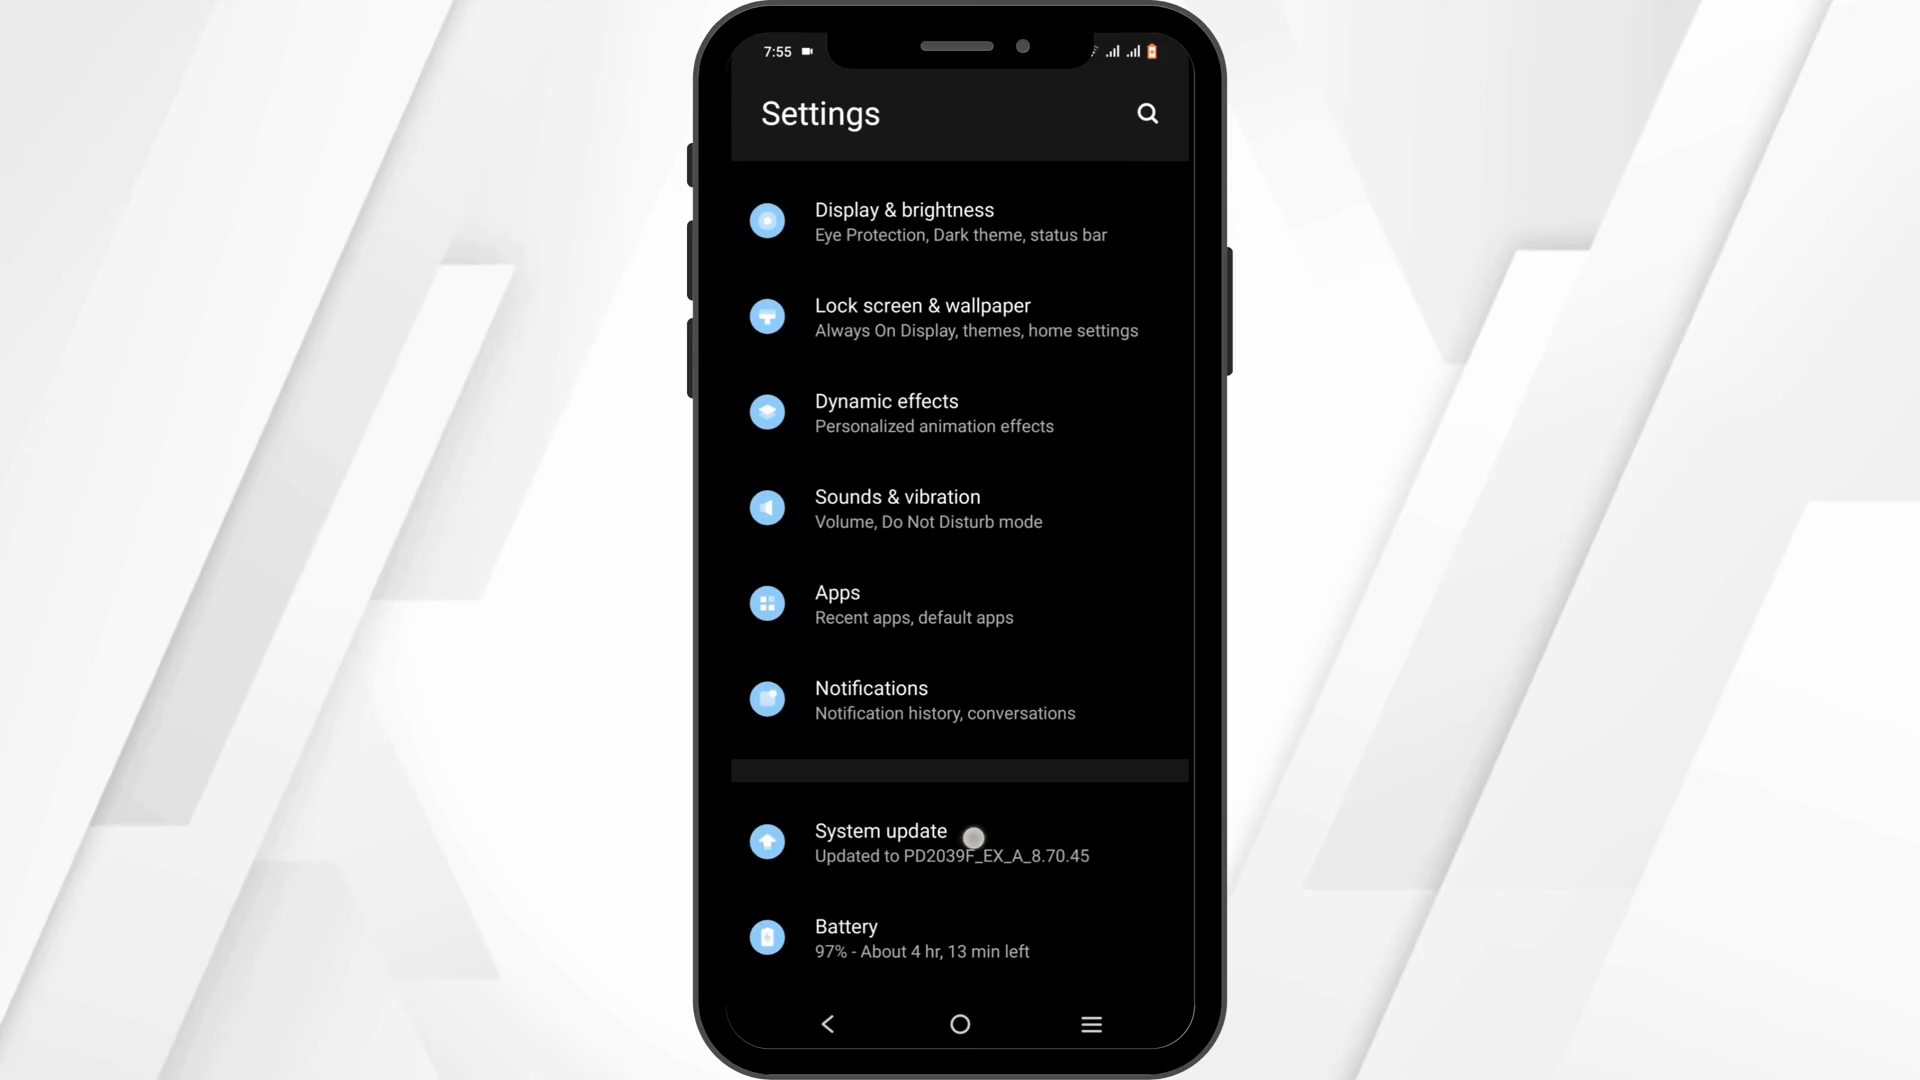 7:55
Settings
Display & brightness
Eye Protection, Dark theme, status bar
Lock screen & wallpaper
Always On Display, themes, home settings
Dynamic effects
Personalized animation effects
Sounds & vibration
Volume, Do Not Disturb mode
Apps
Recent apps, default apps
Notifications
Notification history, conversations
System update
Updated to PD2039F_EX_A_8.70.45
Battery
97% - About 4 hr, 13 min left